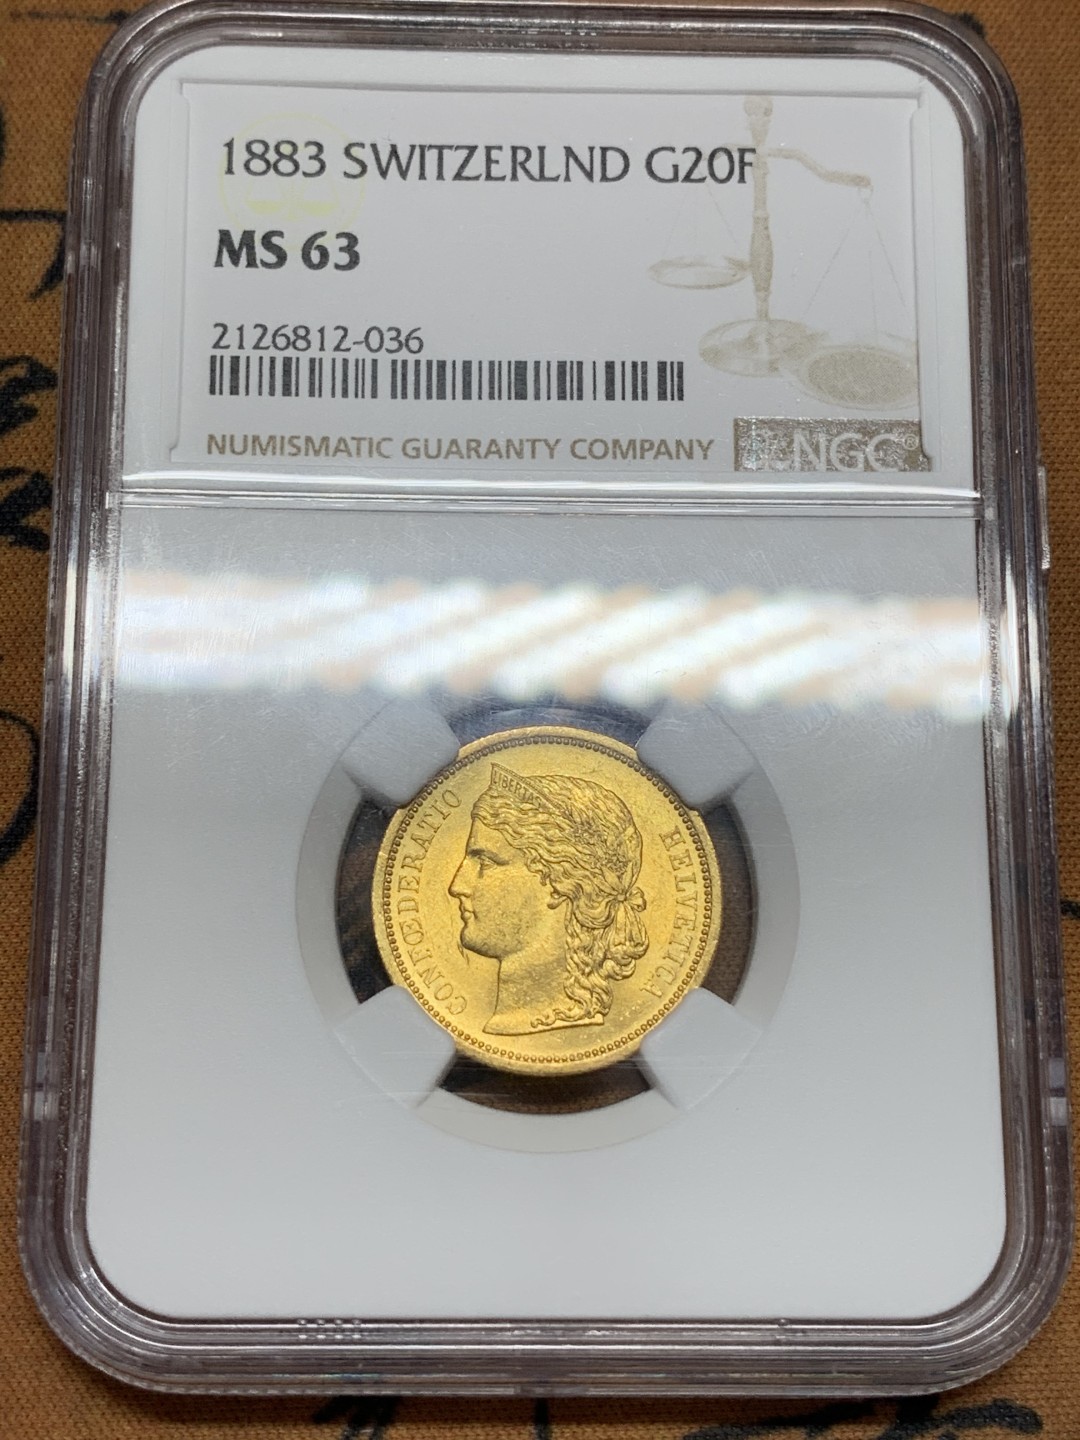 1883 SWITZERLND G20F
MS 63
2126812-036
NUMISMATIC GUARANTY COMPANY
NGC
LIBERTAS
CONFŒDERATIO HELVETICA